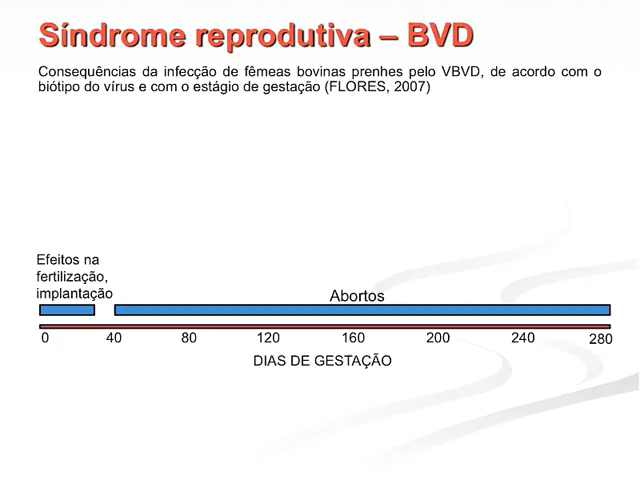 Síndrome reprodutiva – BVD
Consequências da infecção de fêmeas bovinas prenhes pelo VBVD, de acordo com o
biótipo do vírus e com o estágio de gestação (FLORES, 2007)
Efeitos na
fertilização,
implantação
Abortos
0 40 80 120 160 200 240 280
DIAS DE GESTAÇÃO